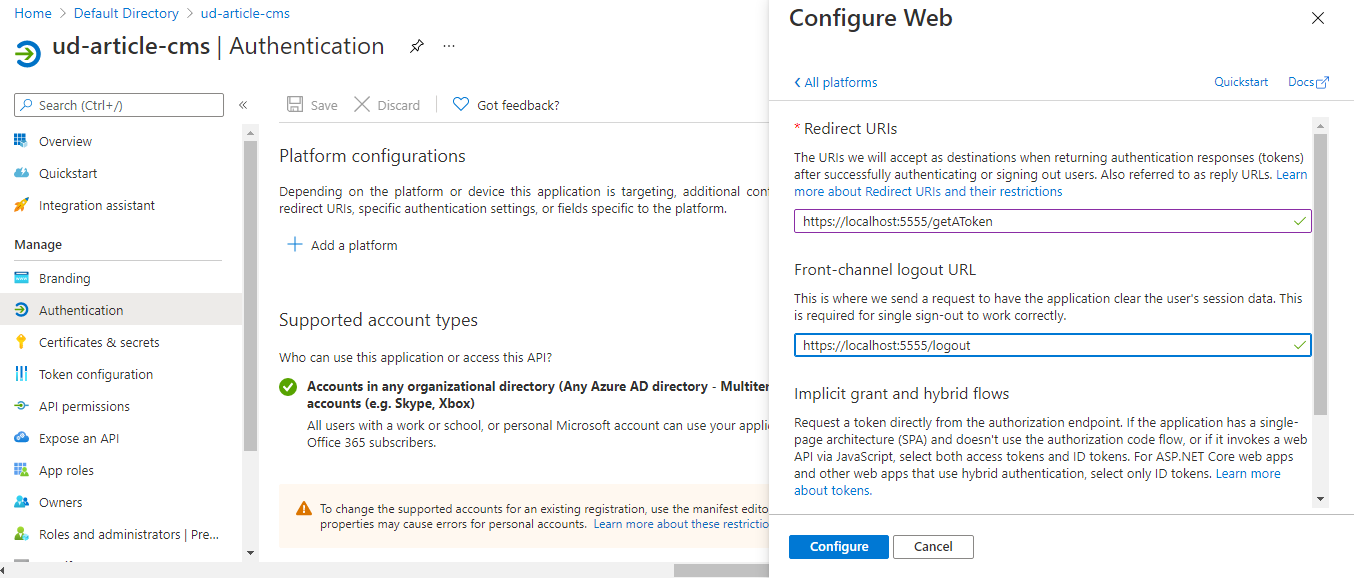 Home > Default Directory > ud-article-cms
ud-article-cms | Authentication
Search (Ctrl+/)
«
Overview
Quickstart
Integration assistant
Manage
Branding
Authentication
Certificates & secrets
Token configuration
API permissions
Expose an API
App roles
Owners
Roles and administrators | Pre...
Save
Discard
Got feedback?
Platform configurations
Depending on the platform or device this application is targeting, additional
redirect URIs, specific authentication settings, or fields specific to the platform.
Add a platform
Supported account types
Who can use this application or access this API?
Accounts in any organizational directory (Any Azure AD directory -
accounts (e.g. Skype, Xbox)
All users with a work or school, or personal Microsoft account can use your
Office 365 subscribers.
To change the supported accounts for an existing registration, use the manifest
properties may cause errors for personal accounts. Learn more about these
Configure Web
All platforms
Quickstart
Docs
* Redirect URIs
The URIs we will accept as destinations when returning authentication responses (tokens)
after successfully authenticating or signing out users. Also referred to as reply URLs. Learn
more about Redirect URIs and their restrictions
https://localhost:5555/getAToken
Front-channel logout URL
This is where we send a request to have the application clear the user's session data. This
is required for single sign-out to work correctly.
https://localhost:5555/logout
Implicit grant and hybrid flows
Request a token directly from the authorization endpoint. If the application has a single-
page architecture (SPA) and doesn't use the authorization code flow, or if it invokes a web
API via JavaScript, select both access tokens and ID tokens. For ASP.NET Core web apps
and other web apps that use hybrid authentication, select only ID tokens. Learn more
about tokens.
Configure
Cancel